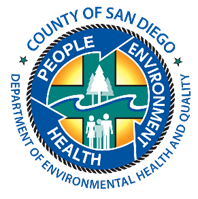 COUNTY OF SAN DIEGO
DEPARTMENT OF ENVIRONMENTAL HEALTH AND QUALITY
PEOPLE
ENVIRONMENT
HEALTH